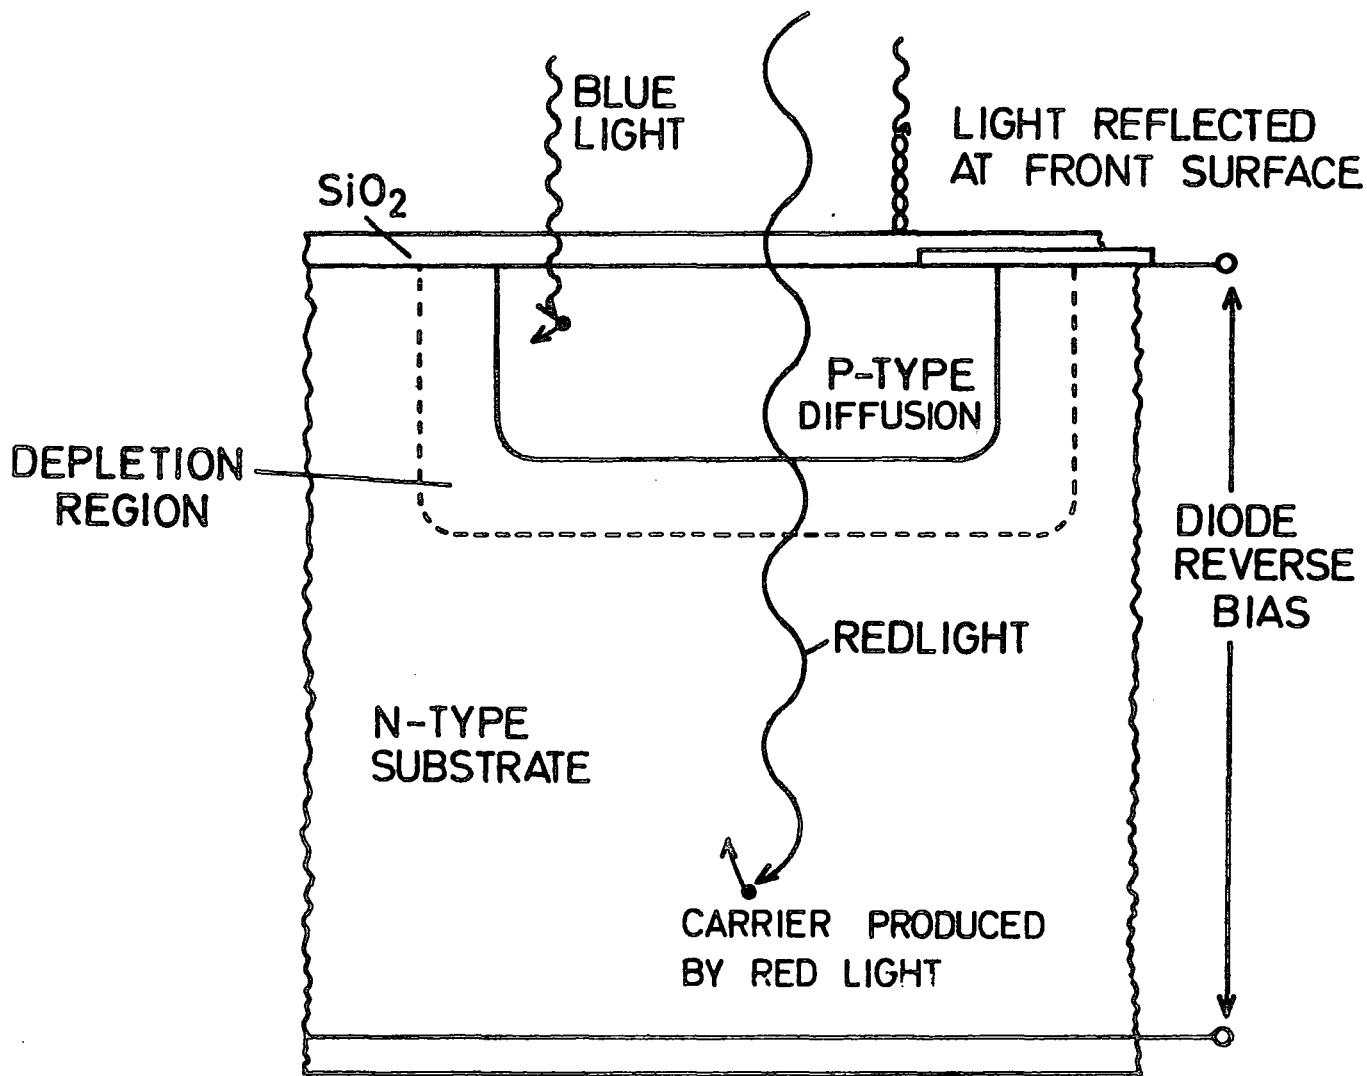 BLUE
LIGHT
LIGHT REFLECTED
AT FRONT SURFACE
SiO2
P-TYPE
DIFFUSION
DEPLETION
REGION
DIODE
REVERSE
BIAS
REDLIGHT
N-TYPE
SUBSTRATE
CARRIER PRODUCED
BY RED LIGHT